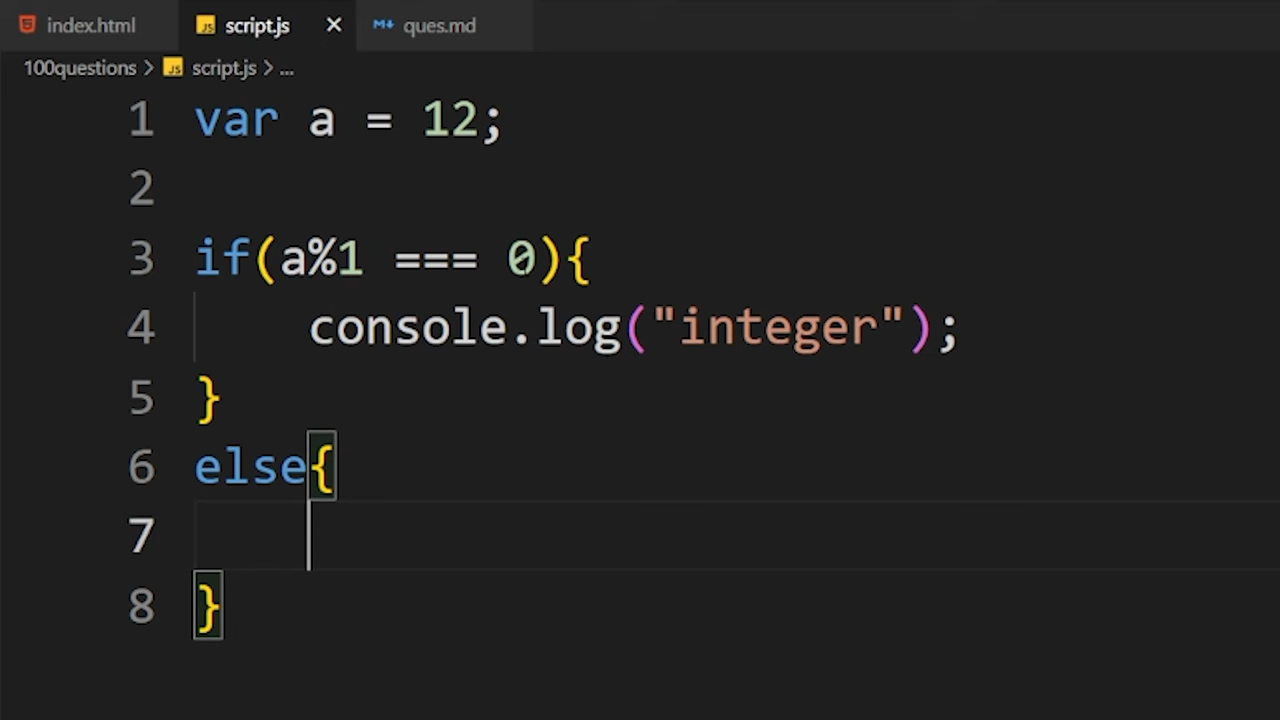 index.html script.js × ques.md
100questions > script.js > ...
1 var a = 12;
2
3 if(a%1 === 0){
4     console.log("integer");
5 }
6 else{
7
8 }